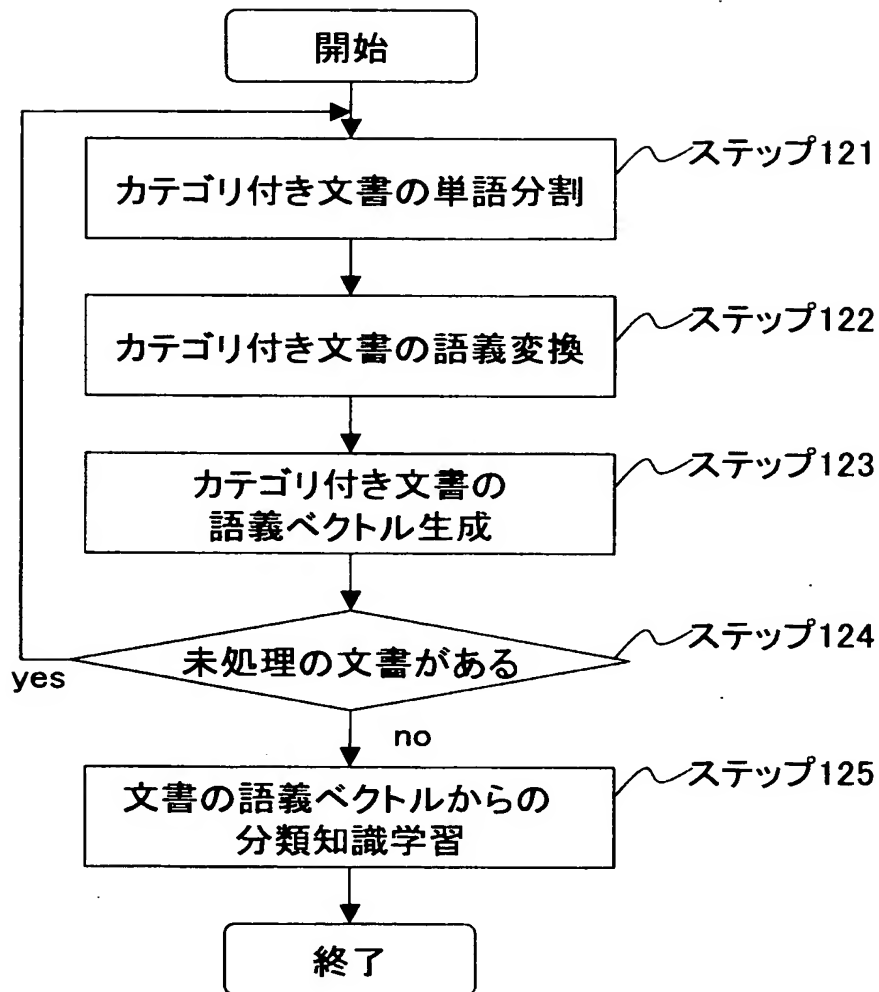 開始
カテゴリ付き文書の単語分割
ステップ121
カテゴリ付き文書の語義変換
ステップ122
カテゴリ付き文書の
語義ベクトル生成
ステップ123
未処理の文書がある
ステップ124
yes
no
文書の語義ベクトルからの
分類知識学習
ステップ125
終了